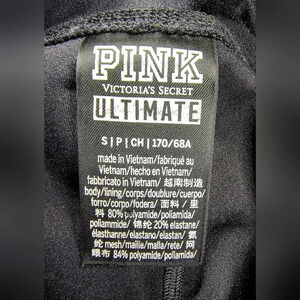 PINK
VICTORIA'S SECRET
ULTIMATE
S | P | CH | 170/68A
made in Vietnam/fabriqué au
Vietnam/hecho en Vietnam/
fabbricato in Vietnam/ 越南制造
body/lining/corps/doublure/cuerpo/
forro/corpo/fodera/ 面料 / 里
料 80% polyamide/poliamida/
poliammide/ 锦纶 20% elastane/
élasthanne/elastano/elastan/ 氨
纶 mesh/maille/malla/rete/ 网
眼布 84% polyamide/poliamida/